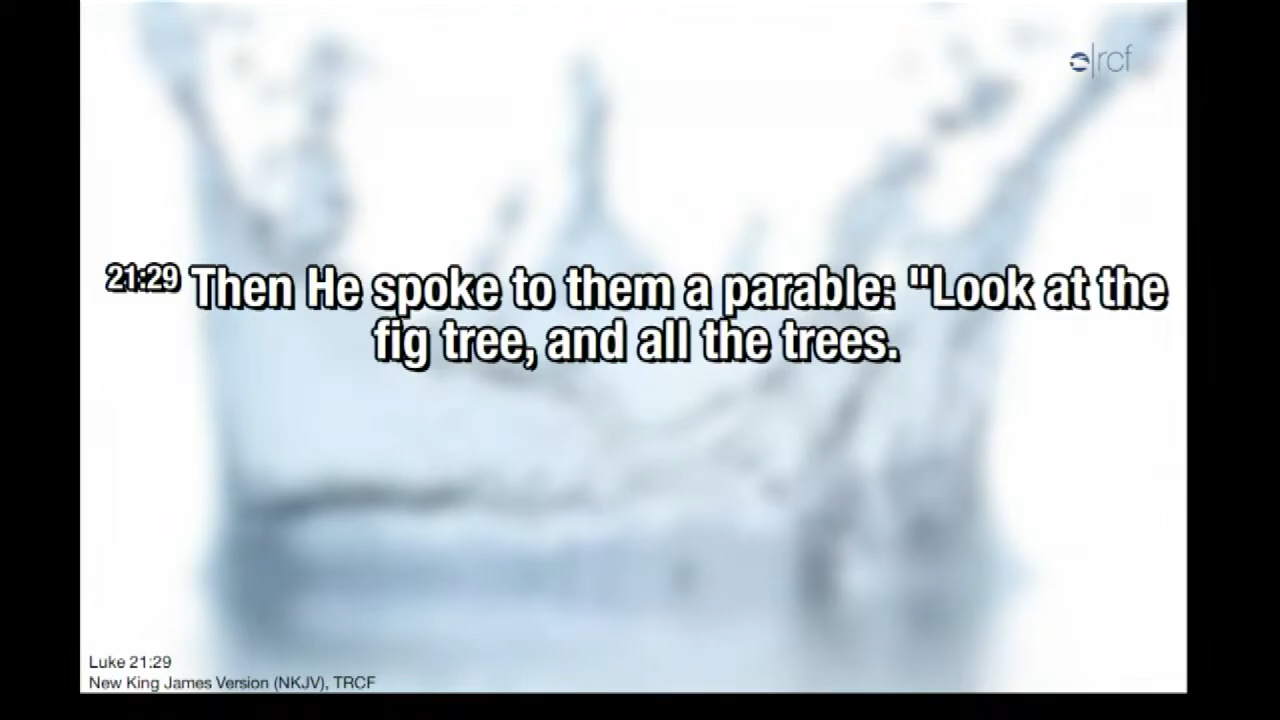 rcf
21:29 Then He spoke to them a parable: "Look at the
fig tree, and all the trees.
Luke 21:29
New King James Version (NKJV), TRCF